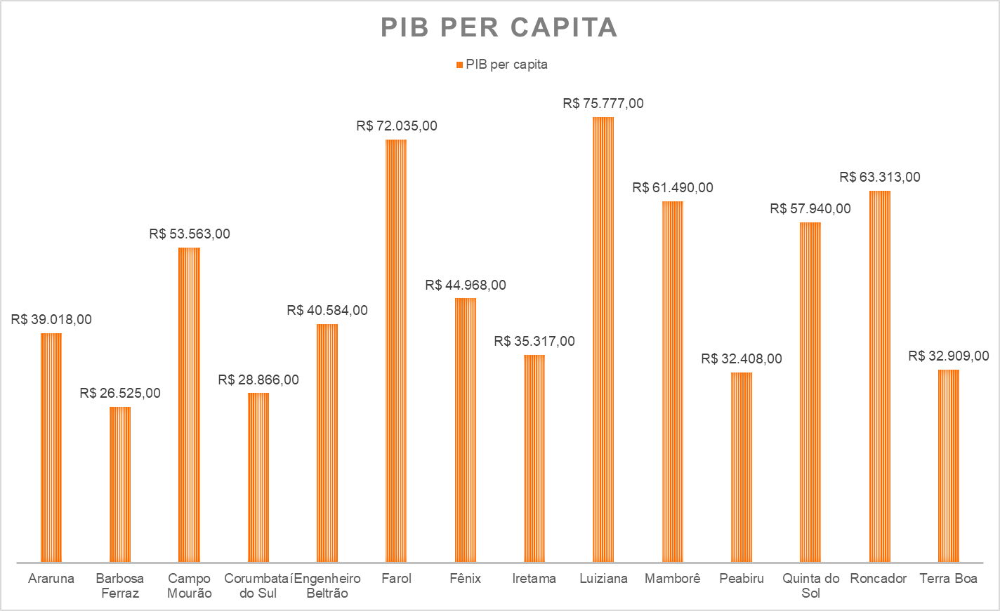 PIB PER CAPITA
PIB per capita
R$ 39.018,00
R$ 26.525,00
R$ 53.563,00
R$ 28.866,00
R$ 40.584,00
R$ 72.035,00
R$ 44.968,00
R$ 35.317,00
R$ 75.777,00
R$ 61.490,00
R$ 32.408,00
R$ 57.940,00
R$ 63.313,00
R$ 32.909,00
Araruna
Barbosa
Ferraz
Campo
Mourão
Corumbataí
do Sul
Engenheiro
Beltrão
Farol
Fênix
Iretama
Luiziana
Mamborê
Peabiru
Quinta do
Sol
Roncador
Terra Boa